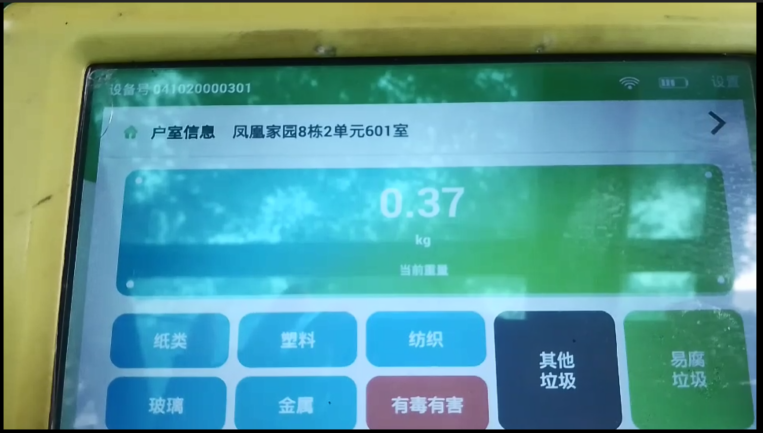 设备号 041020000301 设置
户室信息 凤凰家园8栋2单元601室
0.37
kg
当前重量
纸类 塑料 纺织
其他
垃圾
易腐
垃圾
玻璃 金属 有毒有害